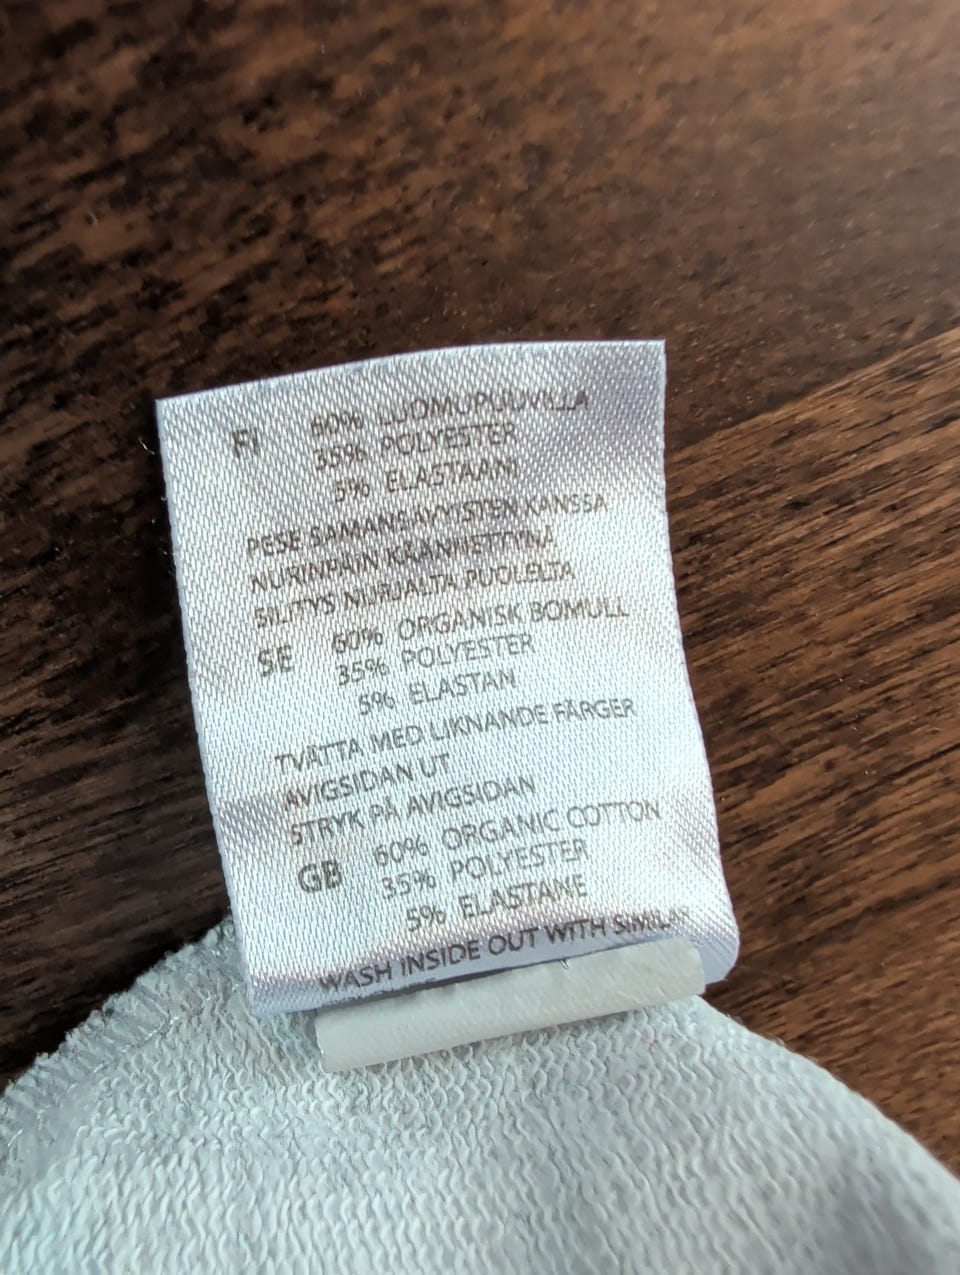 FI 60% LUOMUPUUVILLA
35% POLYESTER
5% ELASTAANI
PESE SAMANSÄVYISTEN KANSSA
NURINPÄIN KÄÄNNETTYNÄ
SILITYS NURJALTA PUOLELTA
SE 60% ORGANISK BOMULL
35% POLYESTER
5% ELASTAN
TVÄTTA MED LIKNANDE FÄRGER
AVIGSIDAN UT
STRYK PÅ AVIGSIDAN
GB 60% ORGANIC COTTON
35% POLYESTER
5% ELASTANE
WASH INSIDE OUT WITH SIMILAR